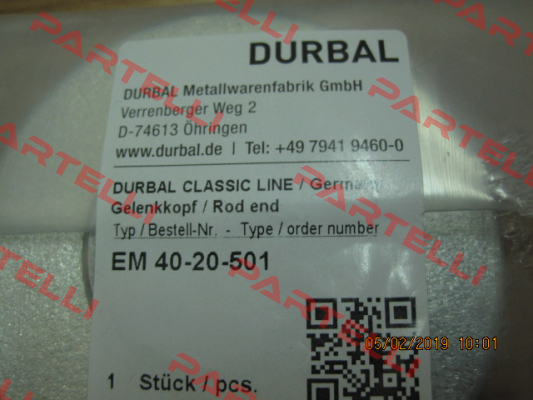 DURBAL
DURBAL Metallwarenfabrik GmbH
Verrenberger Weg 2
D-74613 Öhringen
www.durbal.de | Tel: +49 7941 9460-0
DURBAL CLASSIC LINE / Germany
Gelenkkopf / Rod end
Typ / Bestell-Nr. - Type / order number
EM 40-20-501
1 Stück / pcs.
05/02/2019 10:01
PARTELLI
PARTELLI
PARTELLI
PARTELLI
PARTELLI
PARTELLI